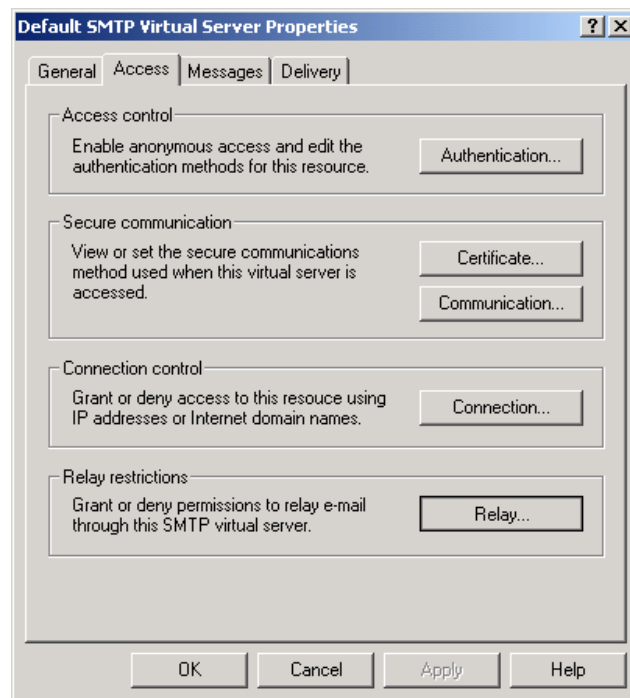 Default SMTP Virtual Server Properties
General Access Messages Delivery
Access control
Enable anonymous access and edit the
authentication methods for this resource.
Authentication...
Secure communication
View or set the secure communications
method used when this virtual server is
accessed.
Certificate...
Communication...
Connection control
Grant or deny access to this resouce using
IP addresses or Internet domain names.
Connection...
Relay restrictions
Grant or deny permissions to relay e-mail
through this SMTP virtual server.
Relay...
OK Cancel Apply Help